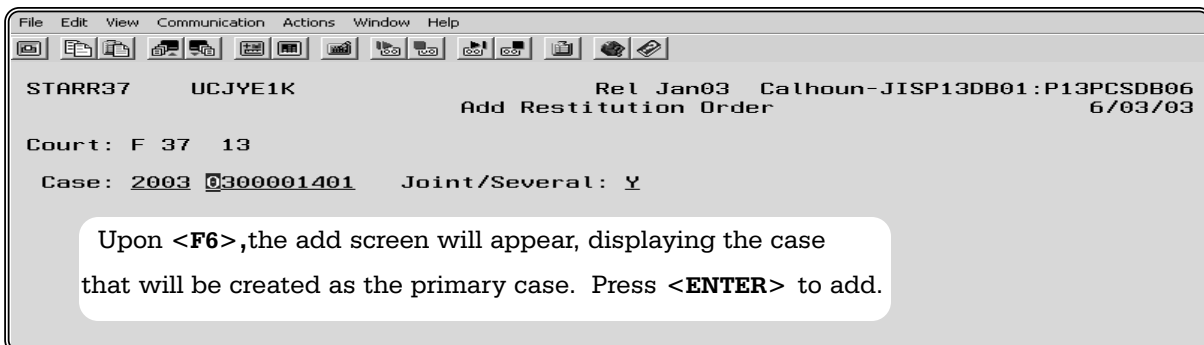 File Edit View Communication Actions Window Help
STARR37 UCJYE1K Rel Jan03 Calhoun-JISP13DB01:P13PCSDB06
Add Restitution Order 6/03/03
Court: F 37 13
Case: 2003 0300001401 Joint/Several: Y
Upon <F6>,the add screen will appear, displaying the case
that will be created as the primary case. Press <ENTER> to add.